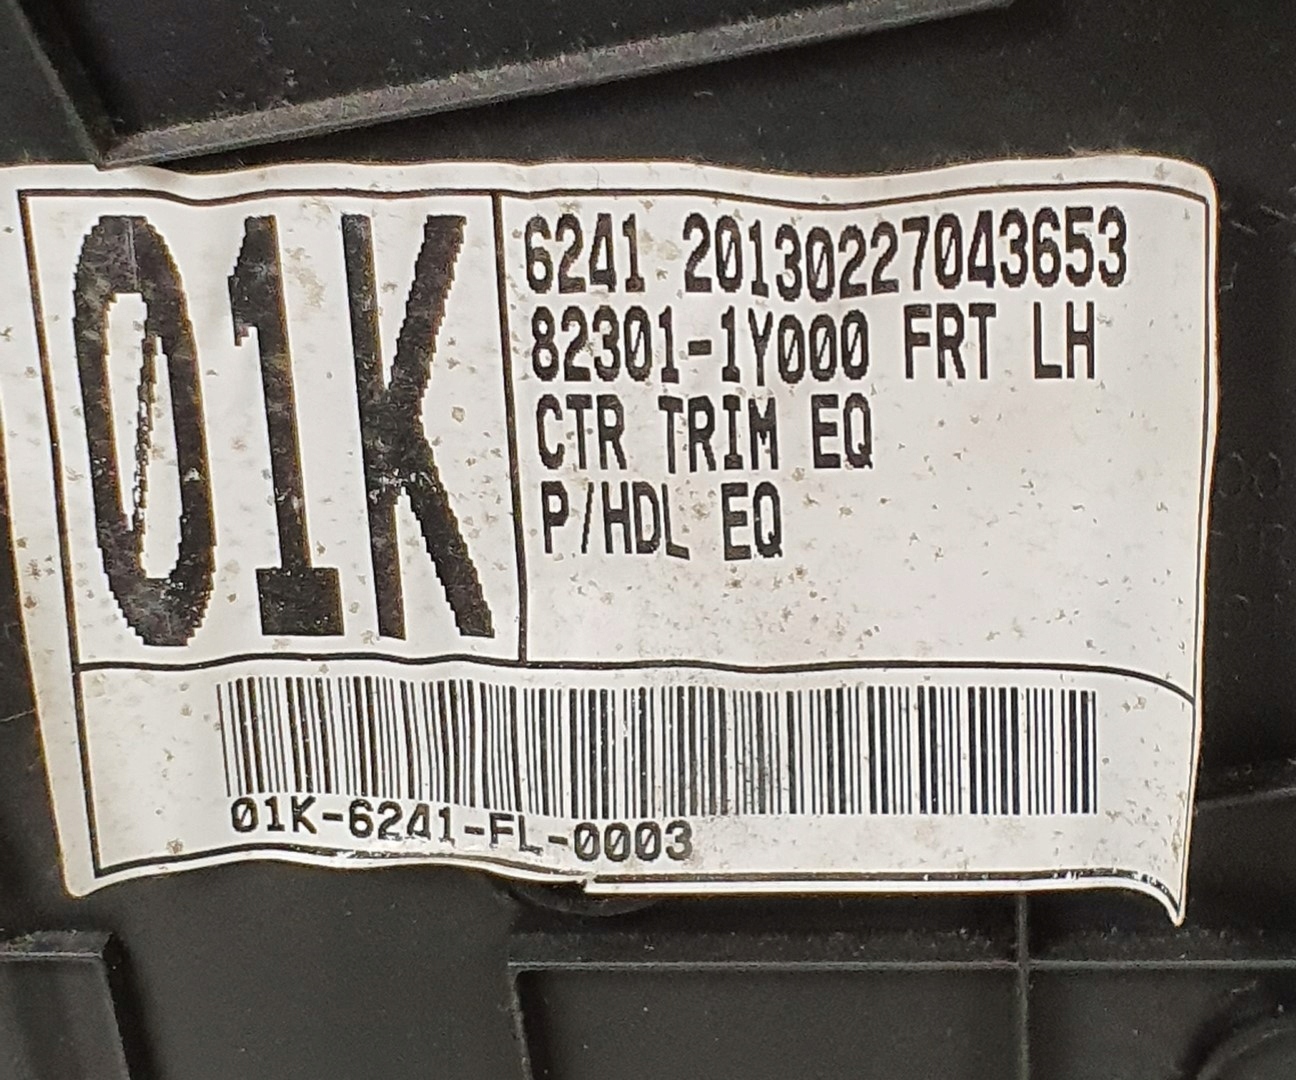 01K
6241 20130227043653
82301-1Y000 FRT LH
CTR TRIM EQ
P/HDL EQ
01K-6241-FL-0003